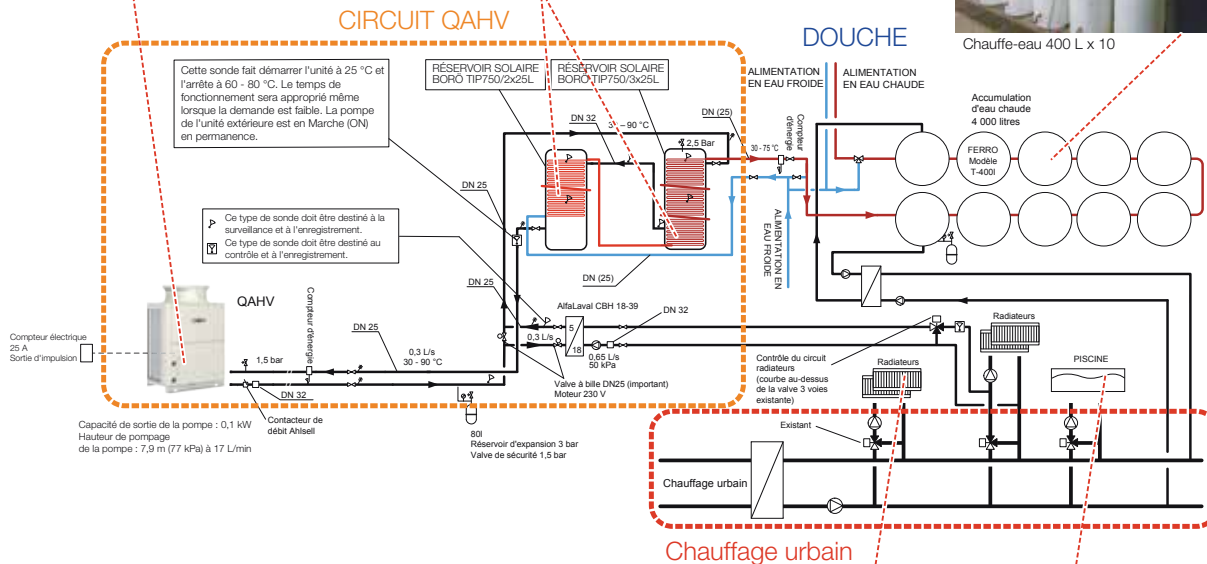 CIRCUIT QAHV
DOUCHE
Chauffe-eau 400 L x 10
Cette sonde fait démarrer l'unité à 25 °C et
l'arrête à 60 - 80 °C. Le temps de
fonctionnement sera approprié même
lorsque la demande est faible. La pompe
de l'unité extérieure est en Marche (ON)
en permanence.
RÉSERVOIR SOLAIRE
BORÖ TIP750/2x25L
RÉSERVOIR SOLAIRE
BORÖ TIP750/3x25L
ALIMENTATION
EN EAU FROIDE
ALIMENTATION
EN EAU CHAUDE
Accumulation
d'eau chaude
4 000 litres
FERRO
Modèle
T-400l
DN 32
– 90 °C
2,5 Bar
DN (25)
30 - 75 °C
Compteur
d'énergie
DN 25
Ce type de sonde doit être destiné à la
surveillance et à l'enregistrement.
Ce type de sonde doit être destiné au
contrôle et à l'enregistrement.
ALIMENTATION EN
EAU FROIDE
DN (25)
DN 25
AlfaLaval CBH 18-39
DN 32
QAHV
Compteur d'énergie
DN 25
5
18
0,3 L/s
0,65 L/s
50 kPa
Compteur électrique
25 A
Sortie d'impulsion
1,5 bar
0,3 L/s
30 - 90 °C
Valve à bille DN25 (important)
Moteur 230 V
DN 32
Contacteur de
débit Ahlsell
Capacité de sortie de la pompe : 0,1 kW
Hauteur de pompage
de la pompe : 7,9 m (77 kPa) à 17 L/min
80l
Réservoir d'expansion 3 bar
Valve de sécurité 1,5 bar
Contrôle du circuit
radiateurs
(courbe au-dessus
de la valve 3 voies
existante)
Radiateurs
Radiateurs
PISCINE
Existant
Chauffage urbain
Chauffage urbain